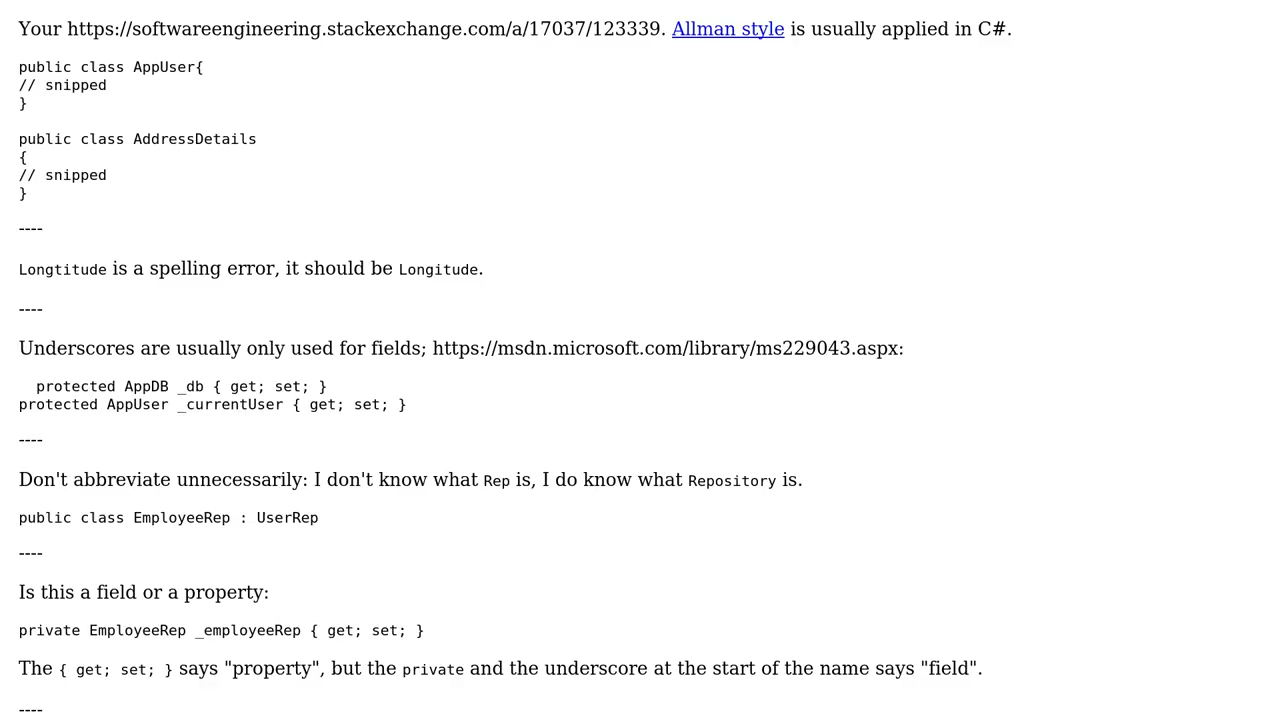 Your https://softwareengineering.stackexchange.com/a/17037/123339. Allman style is usually applied in C#.
public class AppUser{
// snipped
}
public class AddressDetails
{
// snipped
}
----
Longtitude is a spelling error, it should be Longitude.
----
Underscores are usually only used for fields; https://msdn.microsoft.com/library/ms229043.aspx:
  protected AppDB _db { get; set; }
protected AppUser _currentUser { get; set; }
----
Don't abbreviate unnecessarily: I don't know what Rep is, I do know what Repository is.
public class EmployeeRep : UserRep
----
Is this a field or a property:
private EmployeeRep _employeeRep { get; set; }
The { get; set; } says "property", but the private and the underscore at the start of the name says "field".
----